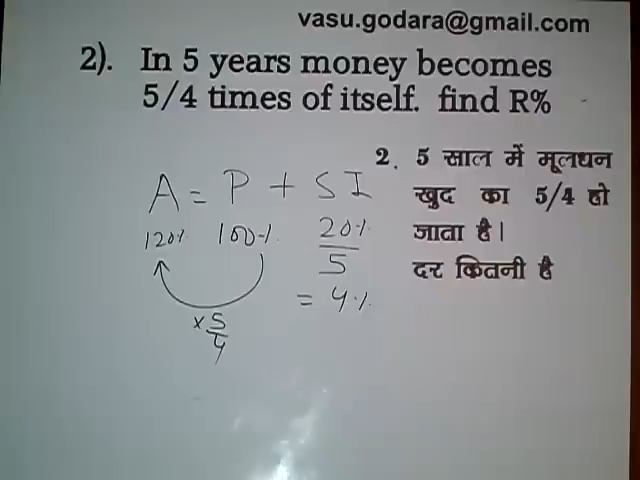 vasu.godara@gmail.com
2). In 5 years money becomes
5/4 times of itself. find R%
2. 5 साल में मूलधन
खुद का 5/4 हो
जाता है।
दर कितनी है
A = P + SI
120% 100% 20%
5
= 4%
× 5
4